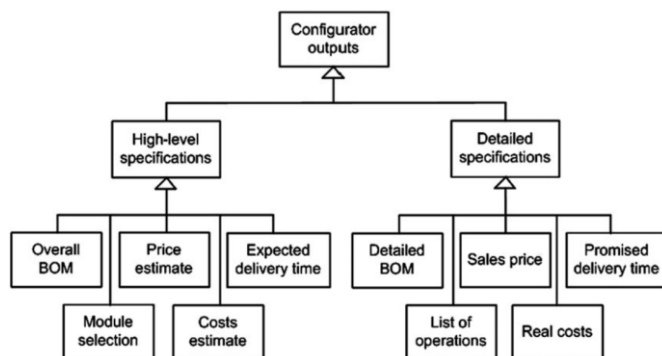 Configurator
outputs
High-level
specifications
Detailed
specifications
Overall
BOM
Price
estimate
Expected
delivery time
Detailed
BOM
Sales price
Promised
delivery time
Module
selection
Costs
estimate
List of
operations
Real costs